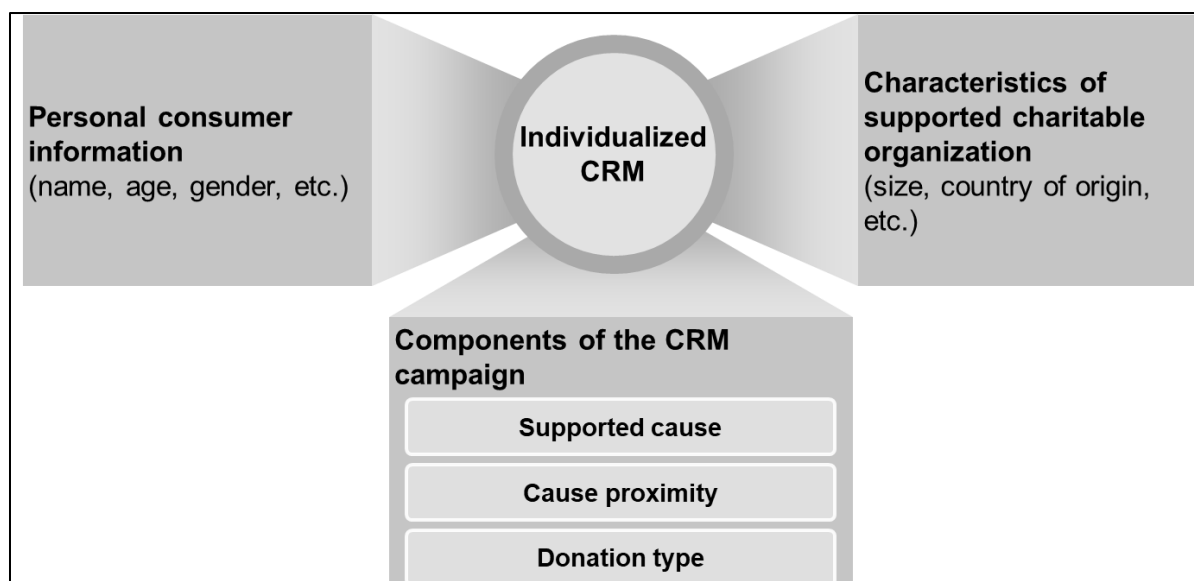 Personal consumer
information
(name, age, gender, etc.)
Individualized
CRM
Characteristics of
supported charitable
organization
(size, country of origin,
etc.)
Components of the CRM
campaign
Supported cause
Cause proximity
Donation type